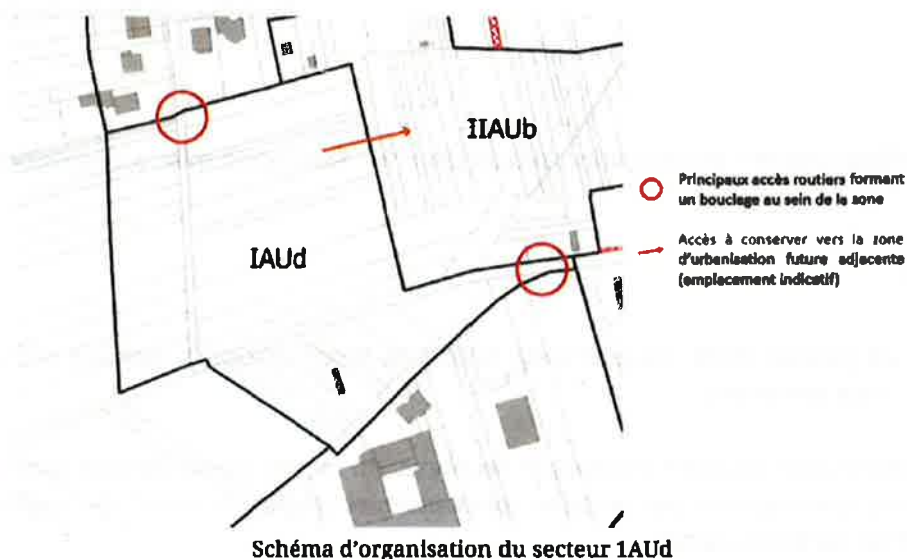 IIAUb
IAUd
Principaux accès routiers formant
un bouclage au sein de la zone
Accès à conserver vers la zone
d'urbanisation future adjacente
(emplacement indicatif)
Schéma d'organisation du secteur 1AUd